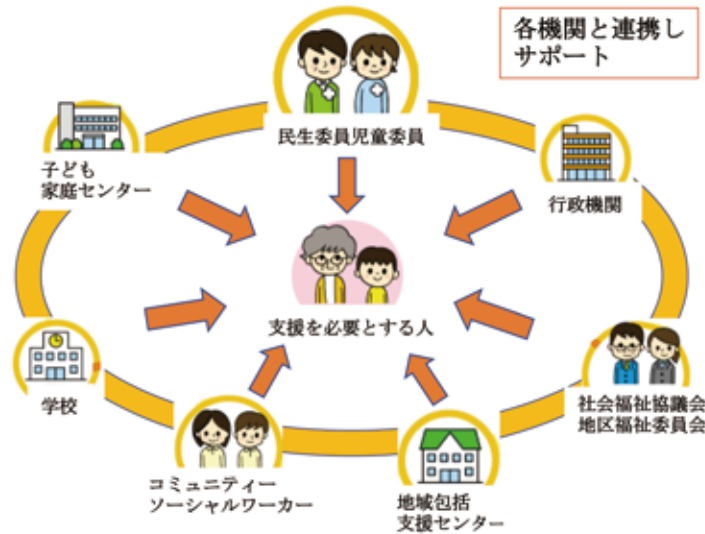 各機関と連携し
サポート
民生委員児童委員
子ども
家庭センター
行政機関
支援を必要とする人
学校
社会福祉協議会
地区福祉委員会
コミュニティー
ソーシャルワーカー
地域包括
支援センター